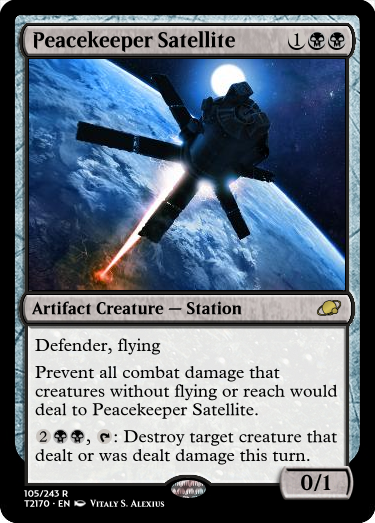 Peacekeeper Satellite 1
Artifact Creature — Station
Defender, flying
Prevent all combat damage that
creatures without flying or reach would
deal to Peacekeeper Satellite.
2 , : Destroy target creature that
dealt or was dealt damage this turn.
0/1
105/243 R
T2170 · EN Vitaly S. Alexius